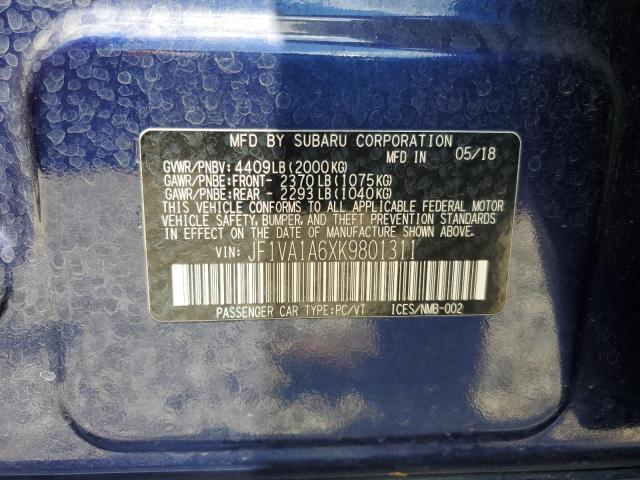 MFD BY SUBARU CORPORATION
MFD IN 05/18
GVWR/PNBV: 4409LB(2000KG)
GAWR/PNBE:FRONT- 2370LB(1075KG)
GAWR/PNBE:REAR - 2293LB(1040KG)
THIS VEHICLE CONFORMS TO ALL APPLICABLE FEDERAL MOTOR
VEHICLE SAFETY, BUMPER, AND THEFT PREVENTION STANDARDS
IN EFFECT ON THE DATE OF MANUFACTURE SHOWN ABOVE.
VIN: JF1VA1A6XK9801311
PASSENGER CAR TYPE:PC/VT ICES/NMB-002